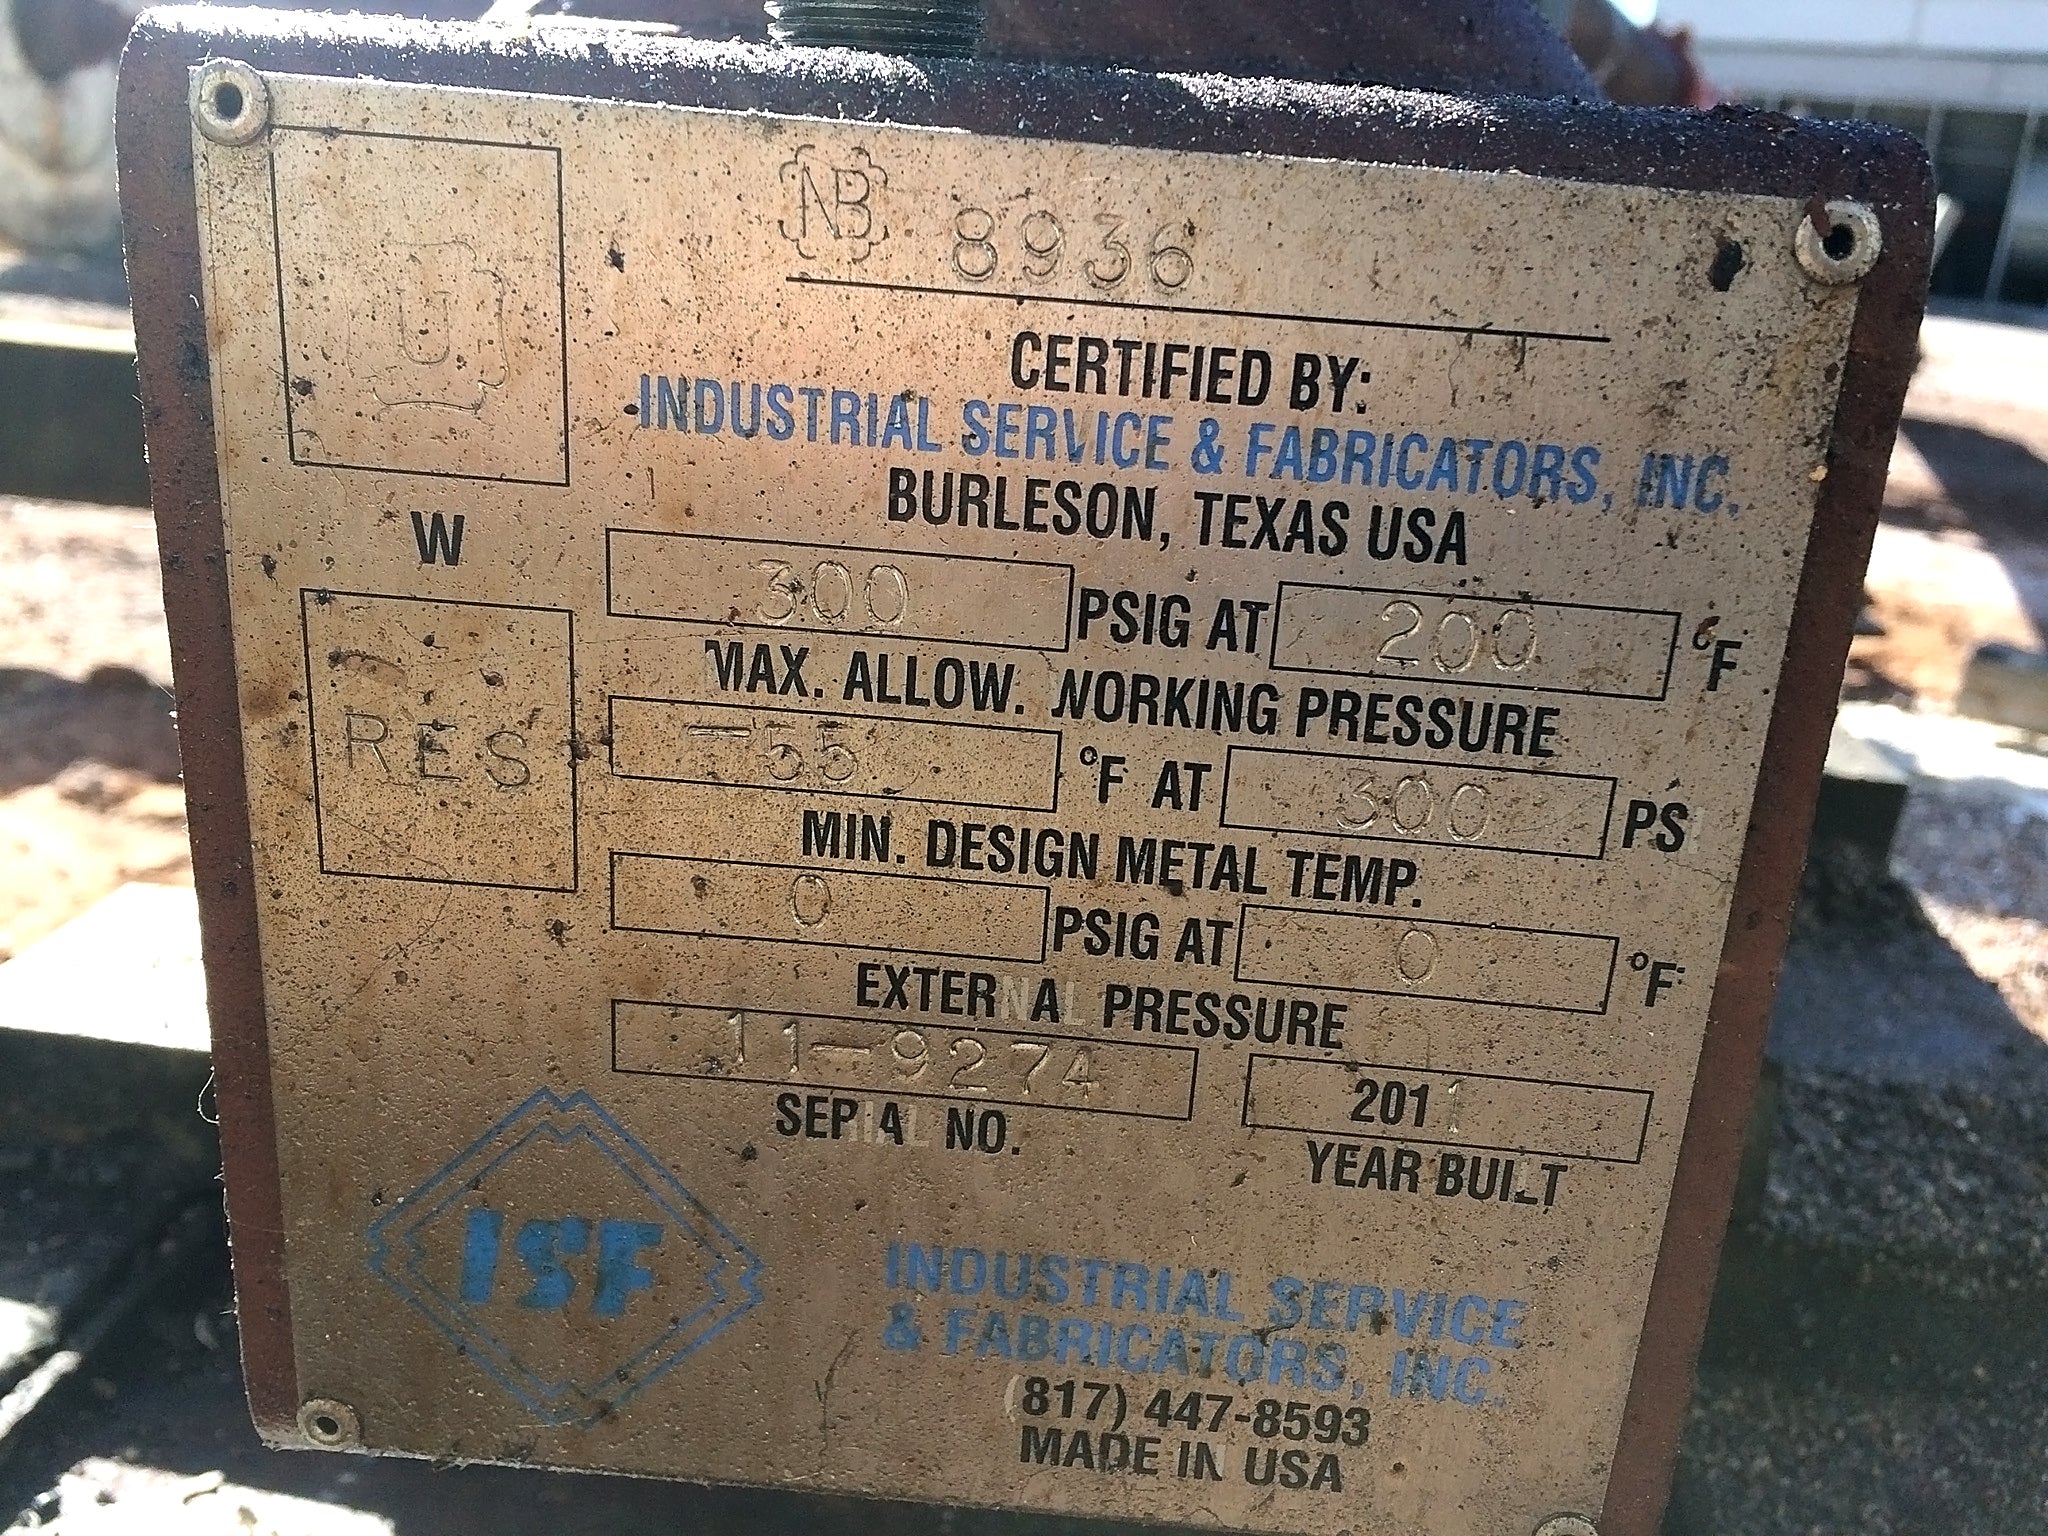 U
NB 8936
CERTIFIED BY:
INDUSTRIAL SERVICE & FABRICATORS, INC.
BURLESON, TEXAS USA
W
300 PSIG AT 200 °F
MAX. ALLOW. WORKING PRESSURE
RES
-55 °F AT 300 PSI
MIN. DESIGN METAL TEMP.
0 PSIG AT 0 °F
EXTERNAL PRESSURE
11-9274 2011
SERIAL NO. YEAR BUILT
ISF
INDUSTRIAL SERVICE
& FABRICATORS, INC.
(817) 447-8593
MADE IN USA